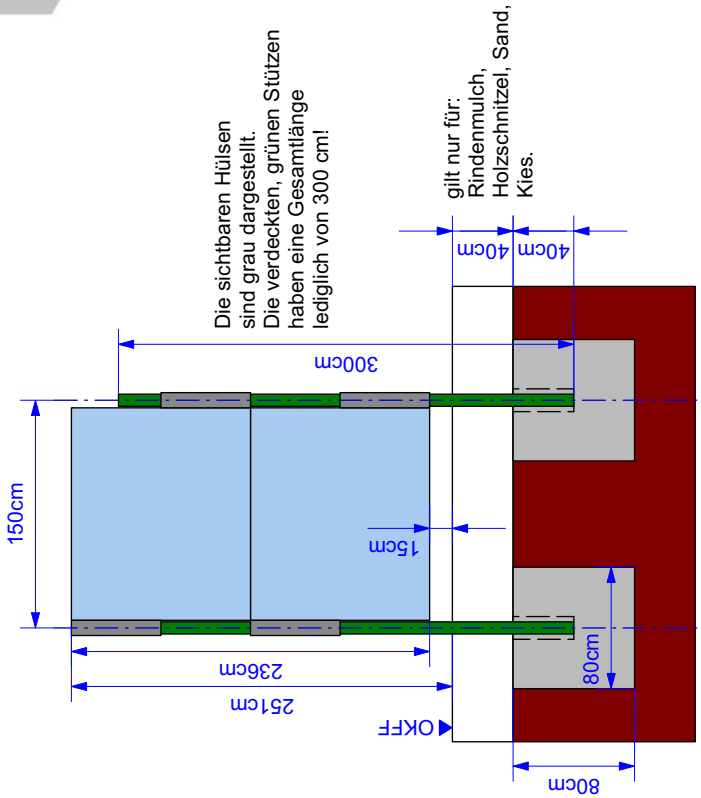 Die sichtbaren Hülsen
sind grau dargestellt.
Die verdeckten, grünen Stützen
haben eine Gesamtlänge
lediglich von 300 cm!
150cm
300cm
gilt nur für:
Rindenmulch,
Holzschnitzel, Sand,
Kies.
40cm
40cm
15cm
236cm
251cm
OKFF
80cm
80cm